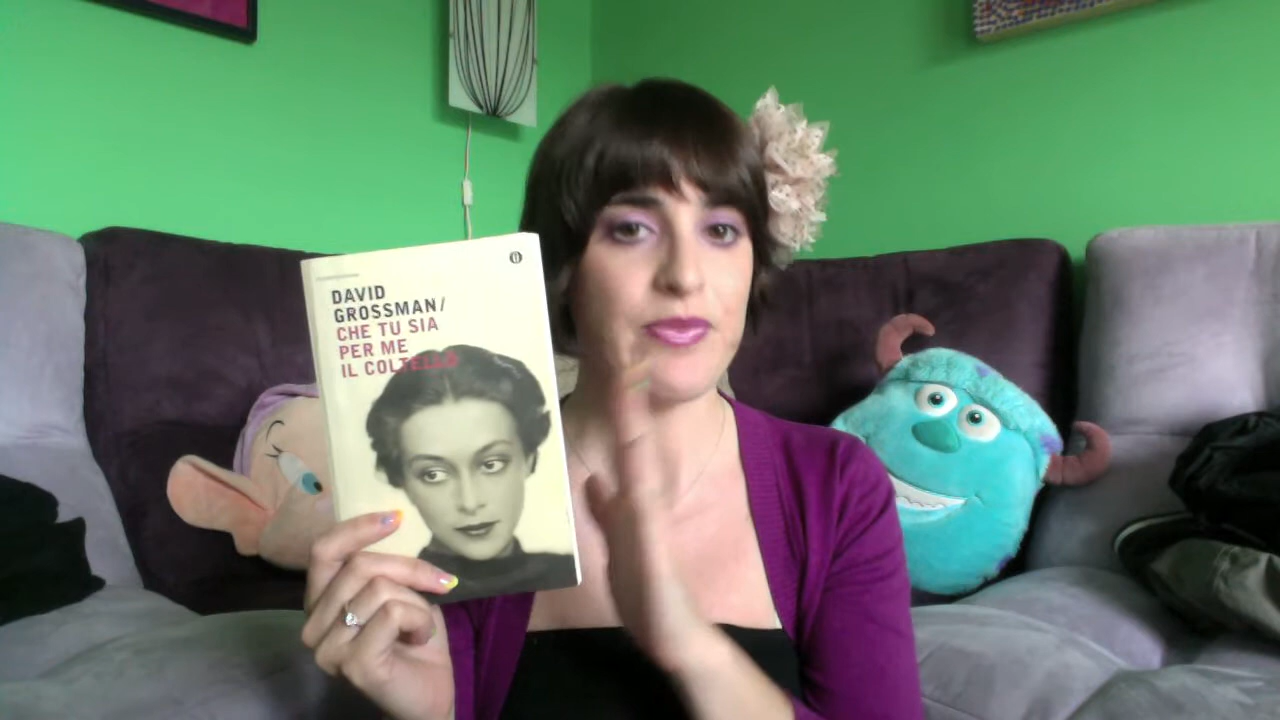 DAVID
GROSSMAN/
CHE TU SIA
PER ME
IL COLTELLO